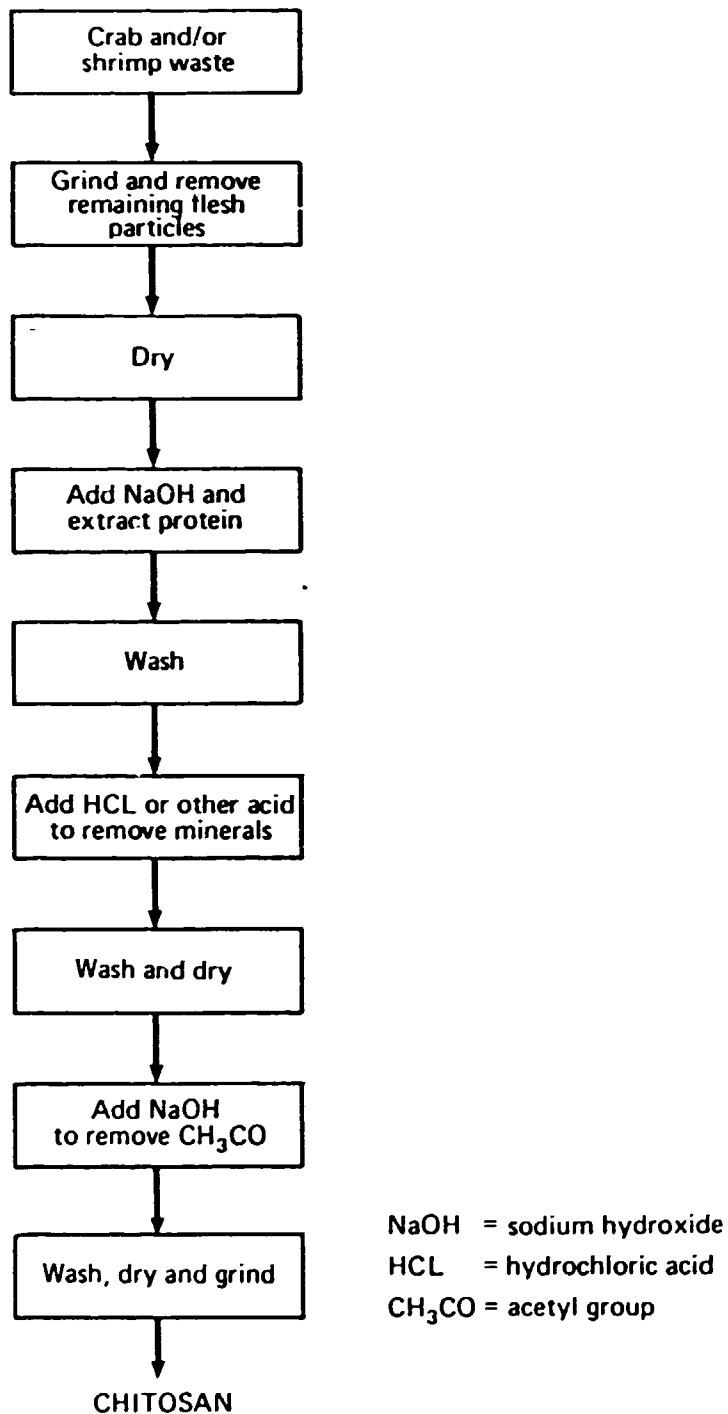 Crab and/or
shrimp waste
Grind and remove
remaining flesh
particles
Dry
Add NaOH and
extract protein
Wash
Add HCL or other acid
to remove minerals
Wash and dry
Add NaOH
to remove CH₃CO
Wash, dry and grind
CHITOSAN
NaOH = sodium hydroxide
HCL = hydrochloric acid
CH₃CO = acetyl group